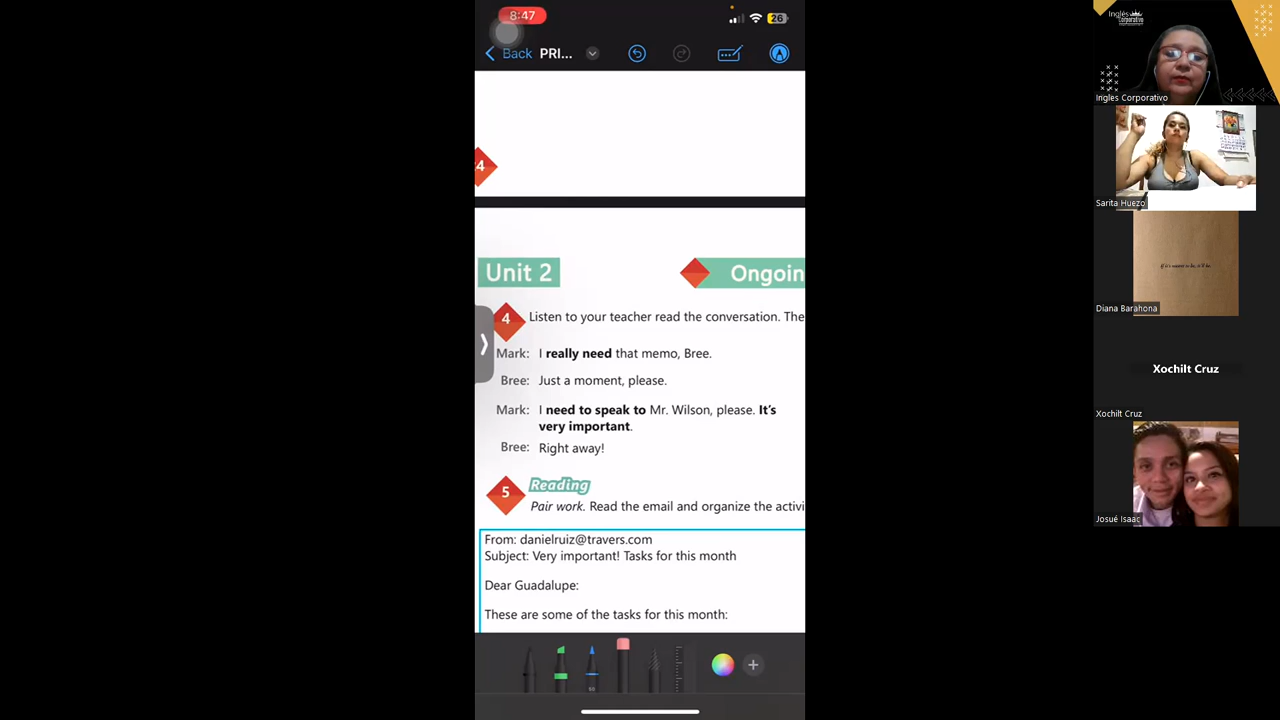 8:47
26
Back PRI...
4
Unit 2
Ongoin
4 Listen to your teacher read the conversation. The
Mark: I really need that memo, Bree.
Bree: Just a moment, please.
Mark: I need to speak to Mr. Wilson, please. It's
very important.
Bree: Right away!
5 Reading
Pair work. Read the email and organize the activi
From: danielruiz@travers.com
Subject: Very important! Tasks for this month
Dear Guadalupe:
These are some of the tasks for this month:
Inglés
Corporativo
Ingles Corporativo
Sarita Huezo
Diana Barahona
Xochilt Cruz
Xochilt Cruz
Josué Isaac